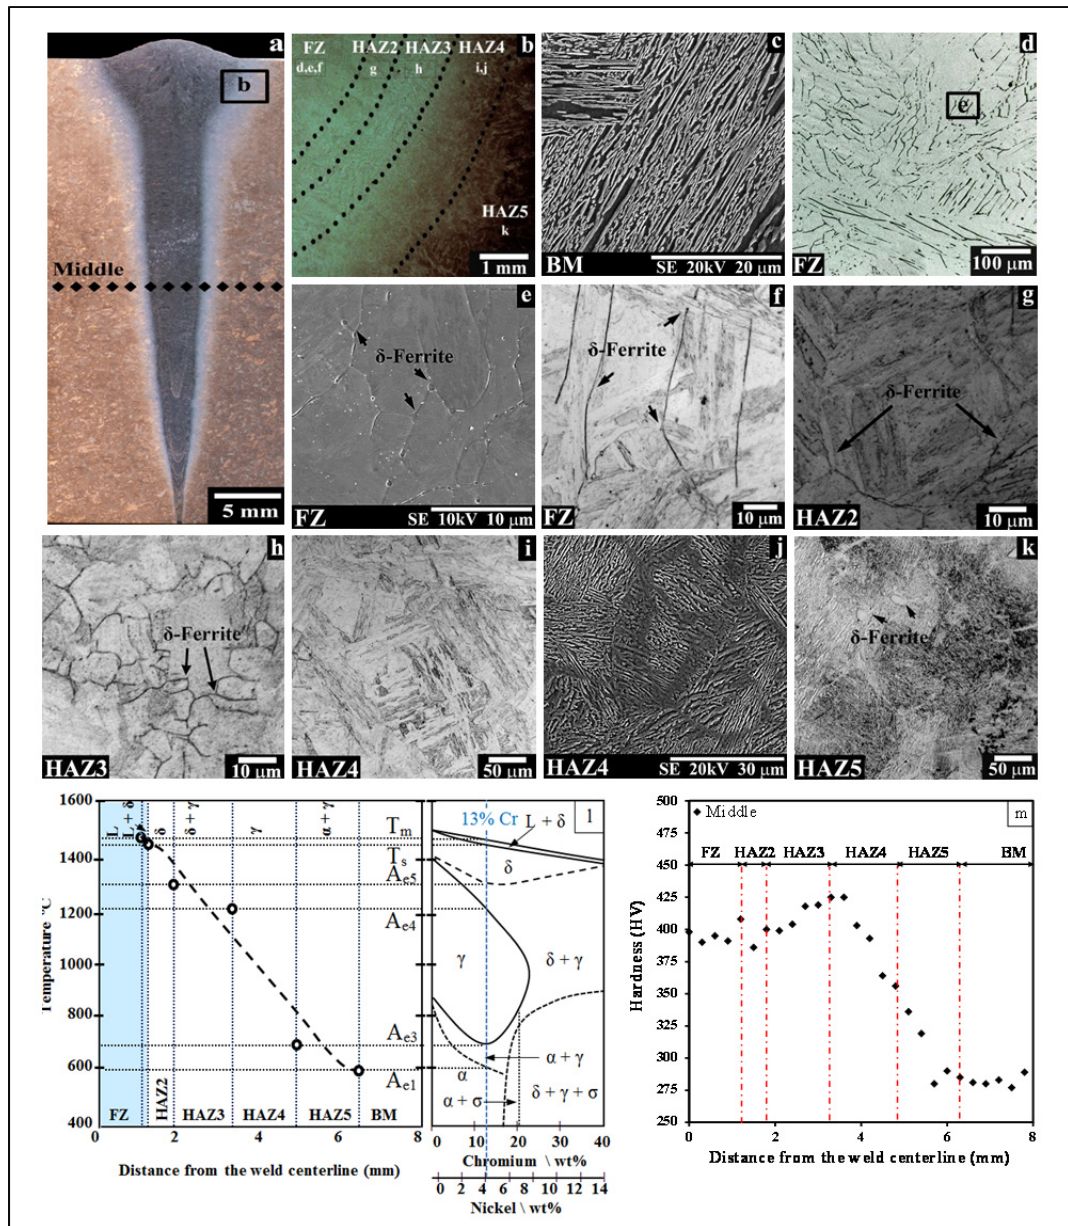 a
b
Middle
5 mm
FZ HAZ2 HAZ3 HAZ4 b
d,e,f g h i,j
HAZ5
k
1 mm
c
BM SE 20kV 20 μm
d
e
FZ 100 μm
e
δ-Ferrite
FZ SE 10kV 10 μm
f
δ-Ferrite
FZ 10 μm
g
δ-Ferrite
HAZ2 10 μm
h
δ-Ferrite
HAZ3 10 μm
i
HAZ4 50 μm
j
HAZ4 SE 20kV 30 μm
k
δ-Ferrite
HAZ5 50 μm
Temperature °C
1600
1400
1200
1000
800
600
400
L
L + δ
δ
δ + γ
γ
α + γ
Tm
Ts
Ae5
Ae4
Ae3
Ae1
FZ HAZ2 HAZ3 HAZ4 HAZ5 BM
0 2 4 6 8
Distance from the weld centerline (mm)
13% Cr L + δ l
δ
γ δ + γ
α + γ
α
α + σ δ + γ + σ
0 10 20 30 40
Chromium \ wt%
0 2 4 6 8 10 12 14
Nickel \ wt%
Hardness (HV)
500
450
425
400
375
350
325
300
275
250
Middle m
FZ HAZ2 HAZ3 HAZ4 HAZ5 BM
0 2 4 6 8
Distance from the weld centerline (mm)